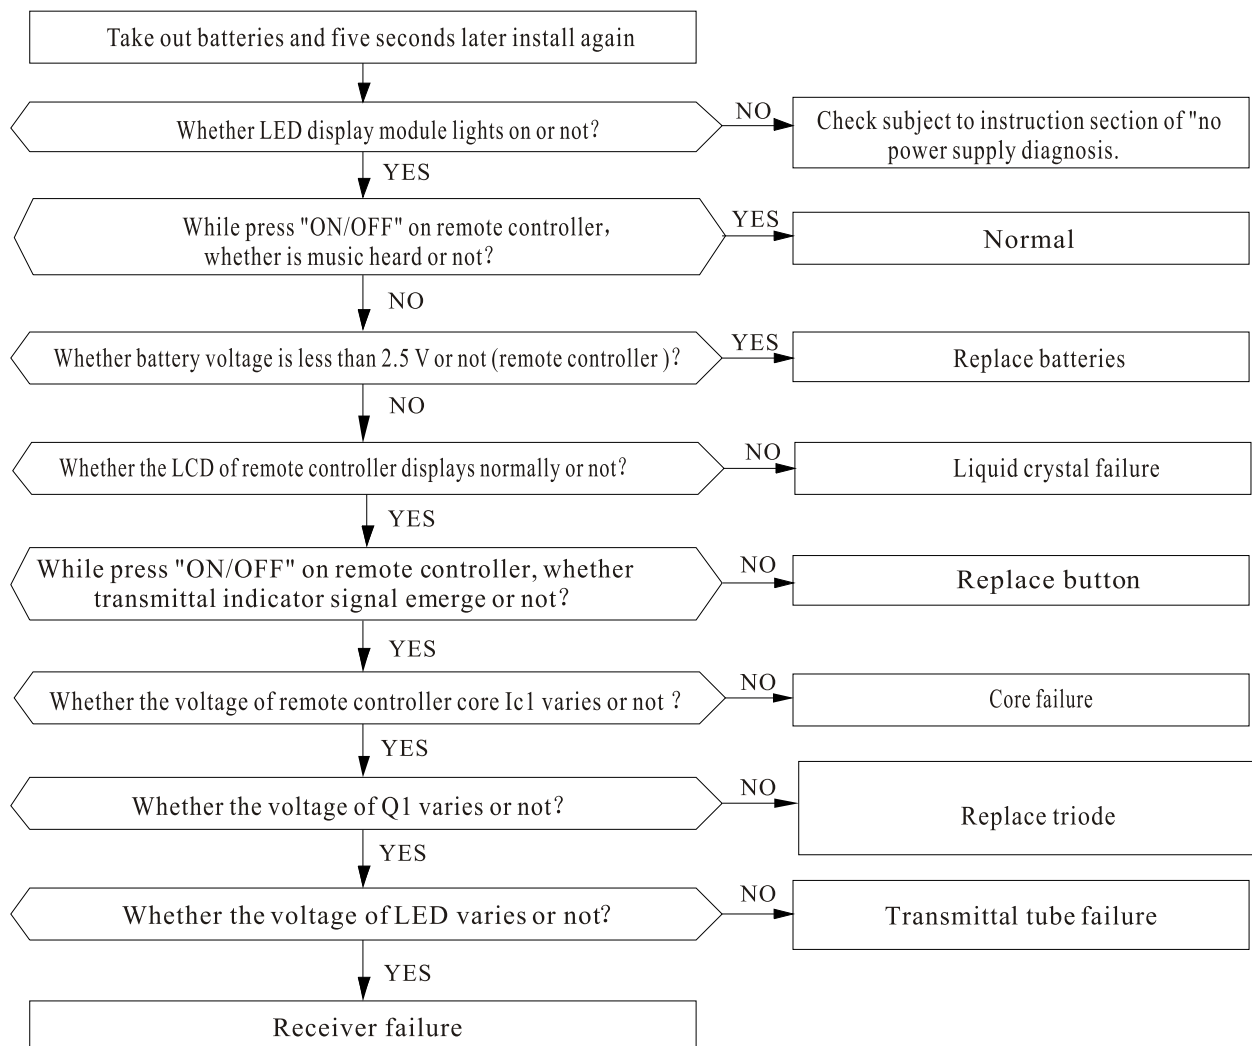 Take out batteries and five seconds later install again
Whether LED display module lights on or not?
NO
Check subject to instruction section of "no
power supply diagnosis.
YES
While press "ON/OFF" on remote controller,
whether is music heard or not?
YES
Normal
NO
Whether battery voltage is less than 2.5 V or not (remote controller )?
YES
Replace batteries
NO
Whether the LCD of remote controller displays normally or not?
NO
Liquid crystal failure
YES
While press "ON/OFF" on remote controller, whether
transmittal indicator signal emerge or not?
NO
Replace button
YES
Whether the voltage of remote controller core Ic1 varies or not ?
NO
Core failure
YES
Whether the voltage of Q1 varies or not?
NO
Replace triode
YES
Whether the voltage of LED varies or not?
NO
Transmittal tube failure
YES
Receiver failure